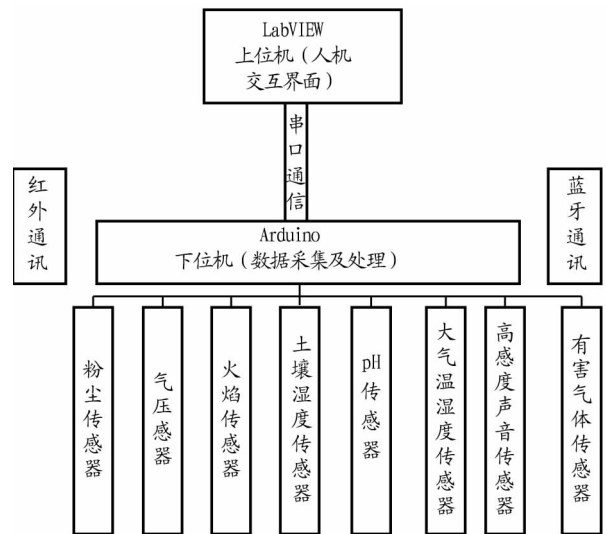 LabVIEW
上位机(人机
交互界面)
串口通信
红外通讯
蓝牙通讯
Arduino
下位机(数据采集及处理)
粉尘传感器
气压感器
火焰传感器
土壤湿度传感器
pH传感器
大气温湿度传感器
高感度声音传感器
有害气体传感器